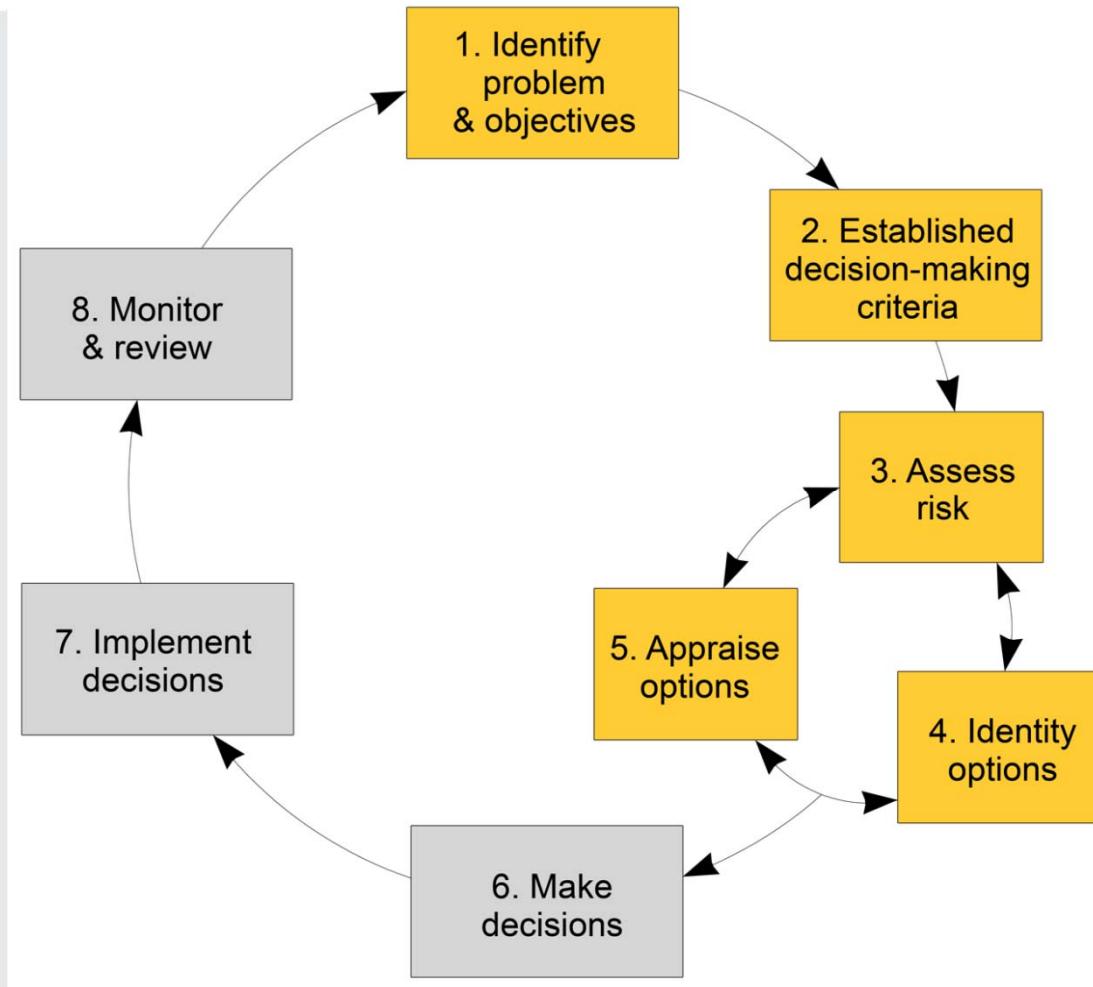 1. Identify
problem
& objectives
2. Established
decision-making
criteria
3. Assess
risk
4. Identity
options
5. Appraise
options
6. Make
decisions
7. Implement
decisions
8. Monitor
& review